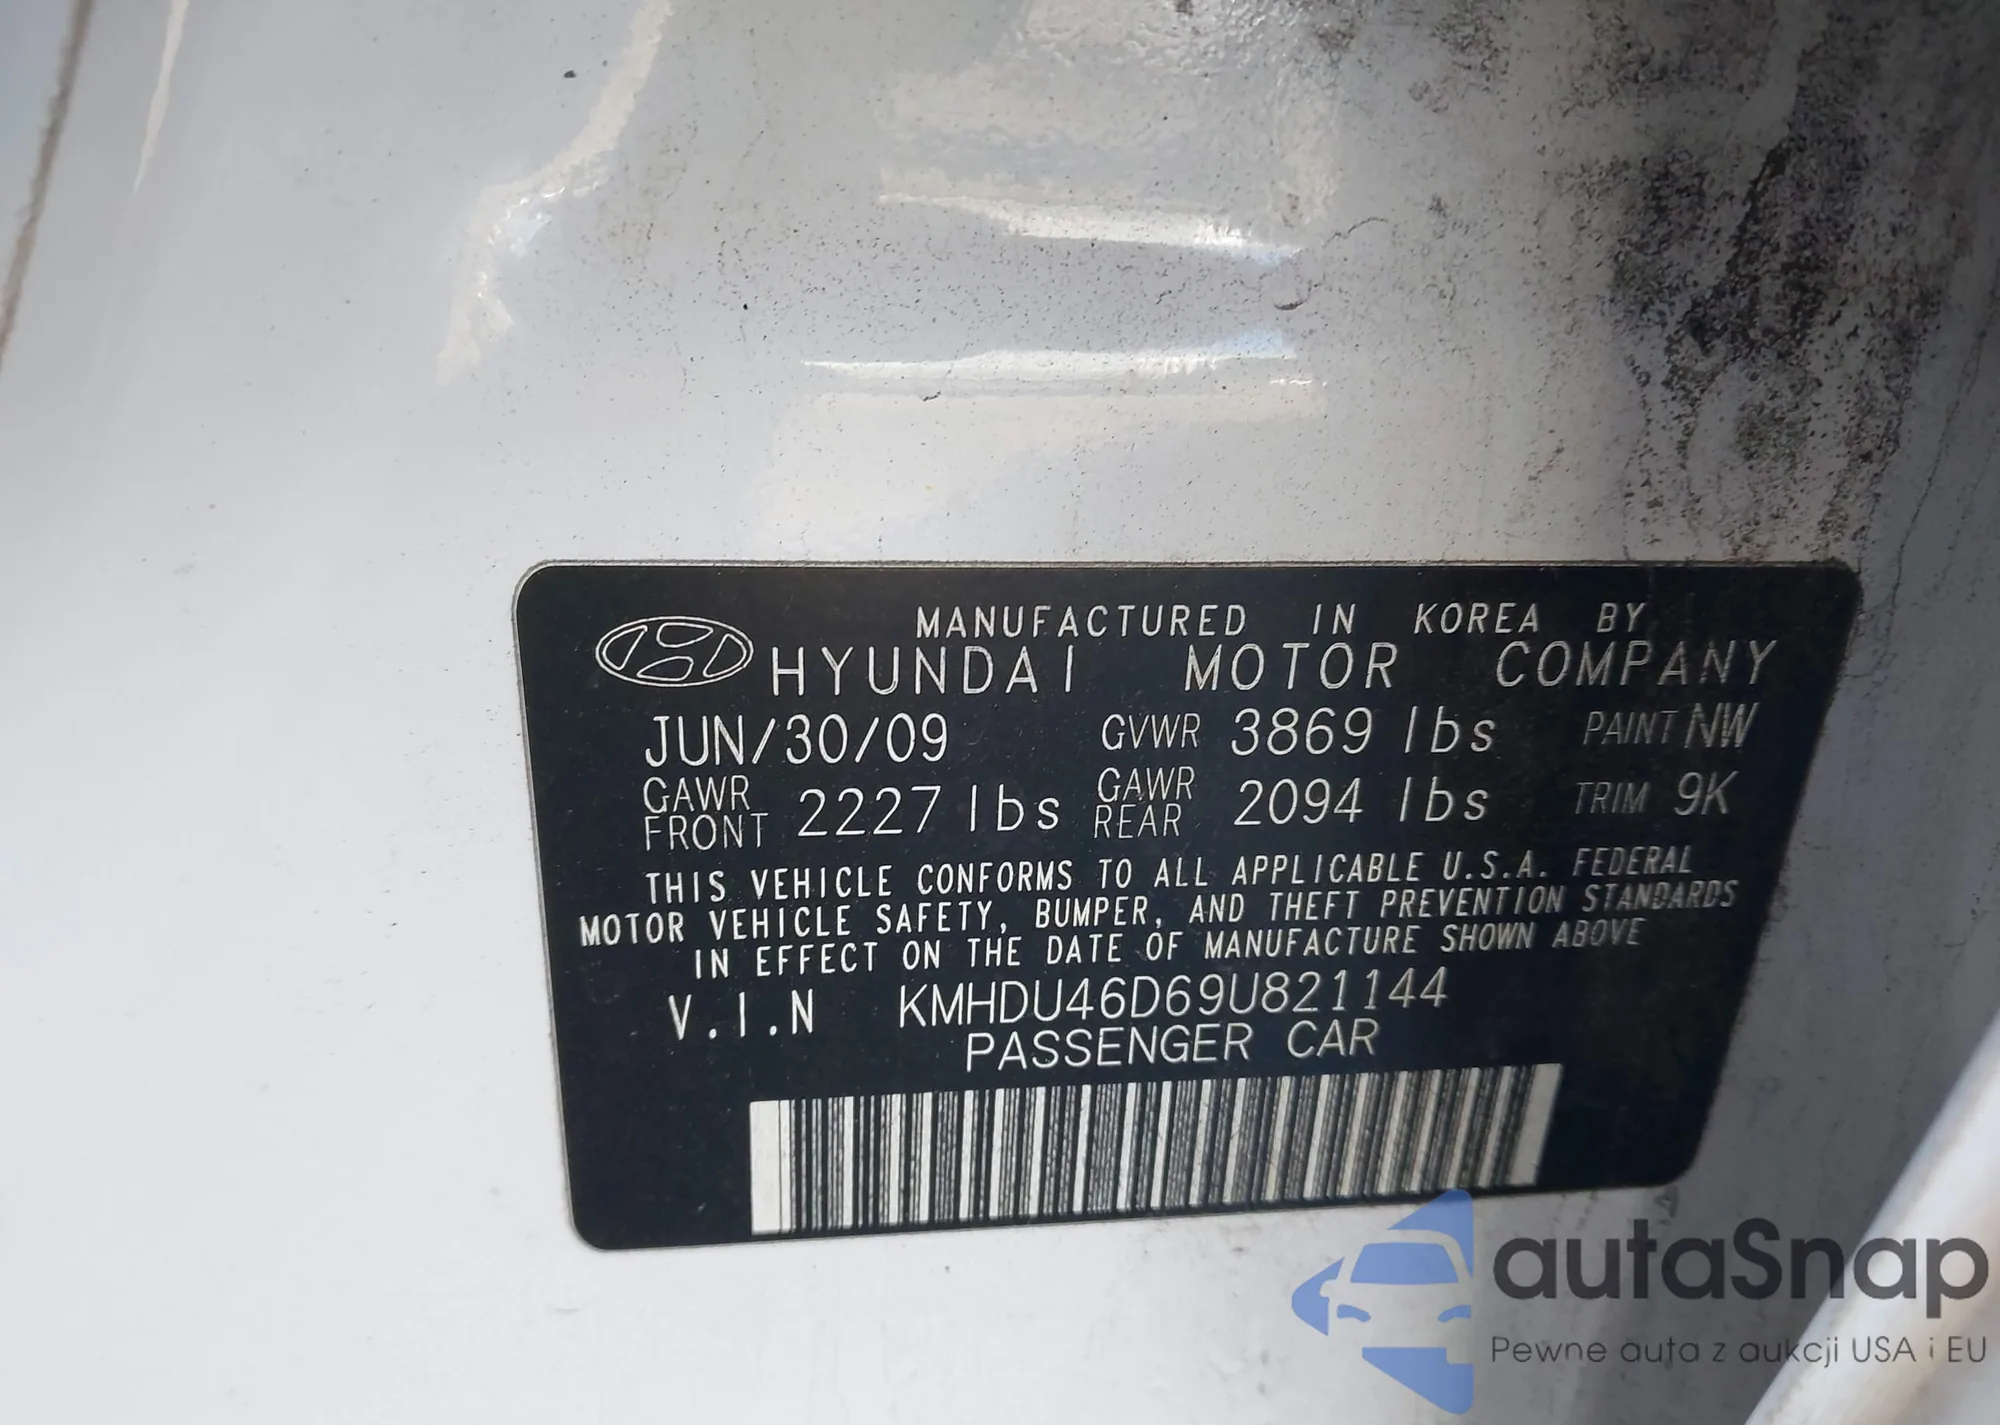 MANUFACTURED IN KOREA BY
HYUNDAI MOTOR COMPANY
JUN/30/09 GVWR 3869 lbs PAINT NW
GAWR FRONT 2227 lbs GAWR REAR 2094 lbs TRIM 9K
THIS VEHICLE CONFORMS TO ALL APPLICABLE U.S.A. FEDERAL
MOTOR VEHICLE SAFETY, BUMPER, AND THEFT PREVENTION STANDARDS
IN EFFECT ON THE DATE OF MANUFACTURE SHOWN ABOVE
V.I.N KMHDU46D69U821144
PASSENGER CAR
autaSnap
Pewne auta z aukcji USA i EU